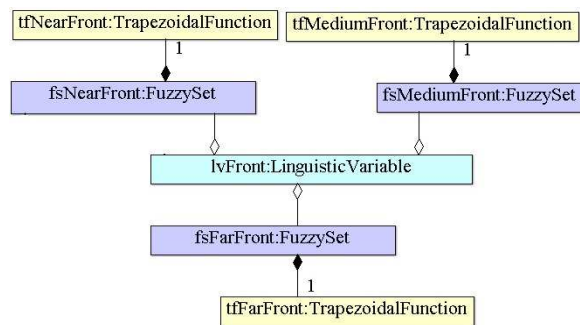 tfNearFront:TrapezoidalFunction
tfMediumFront:TrapezoidalFunction
1
1
fsNearFront:FuzzySet
fsMediumFront:FuzzySet
lvFront:LinguisticVariable
fsFarFront:FuzzySet
1
tfFarFront:TrapezoidalFunction